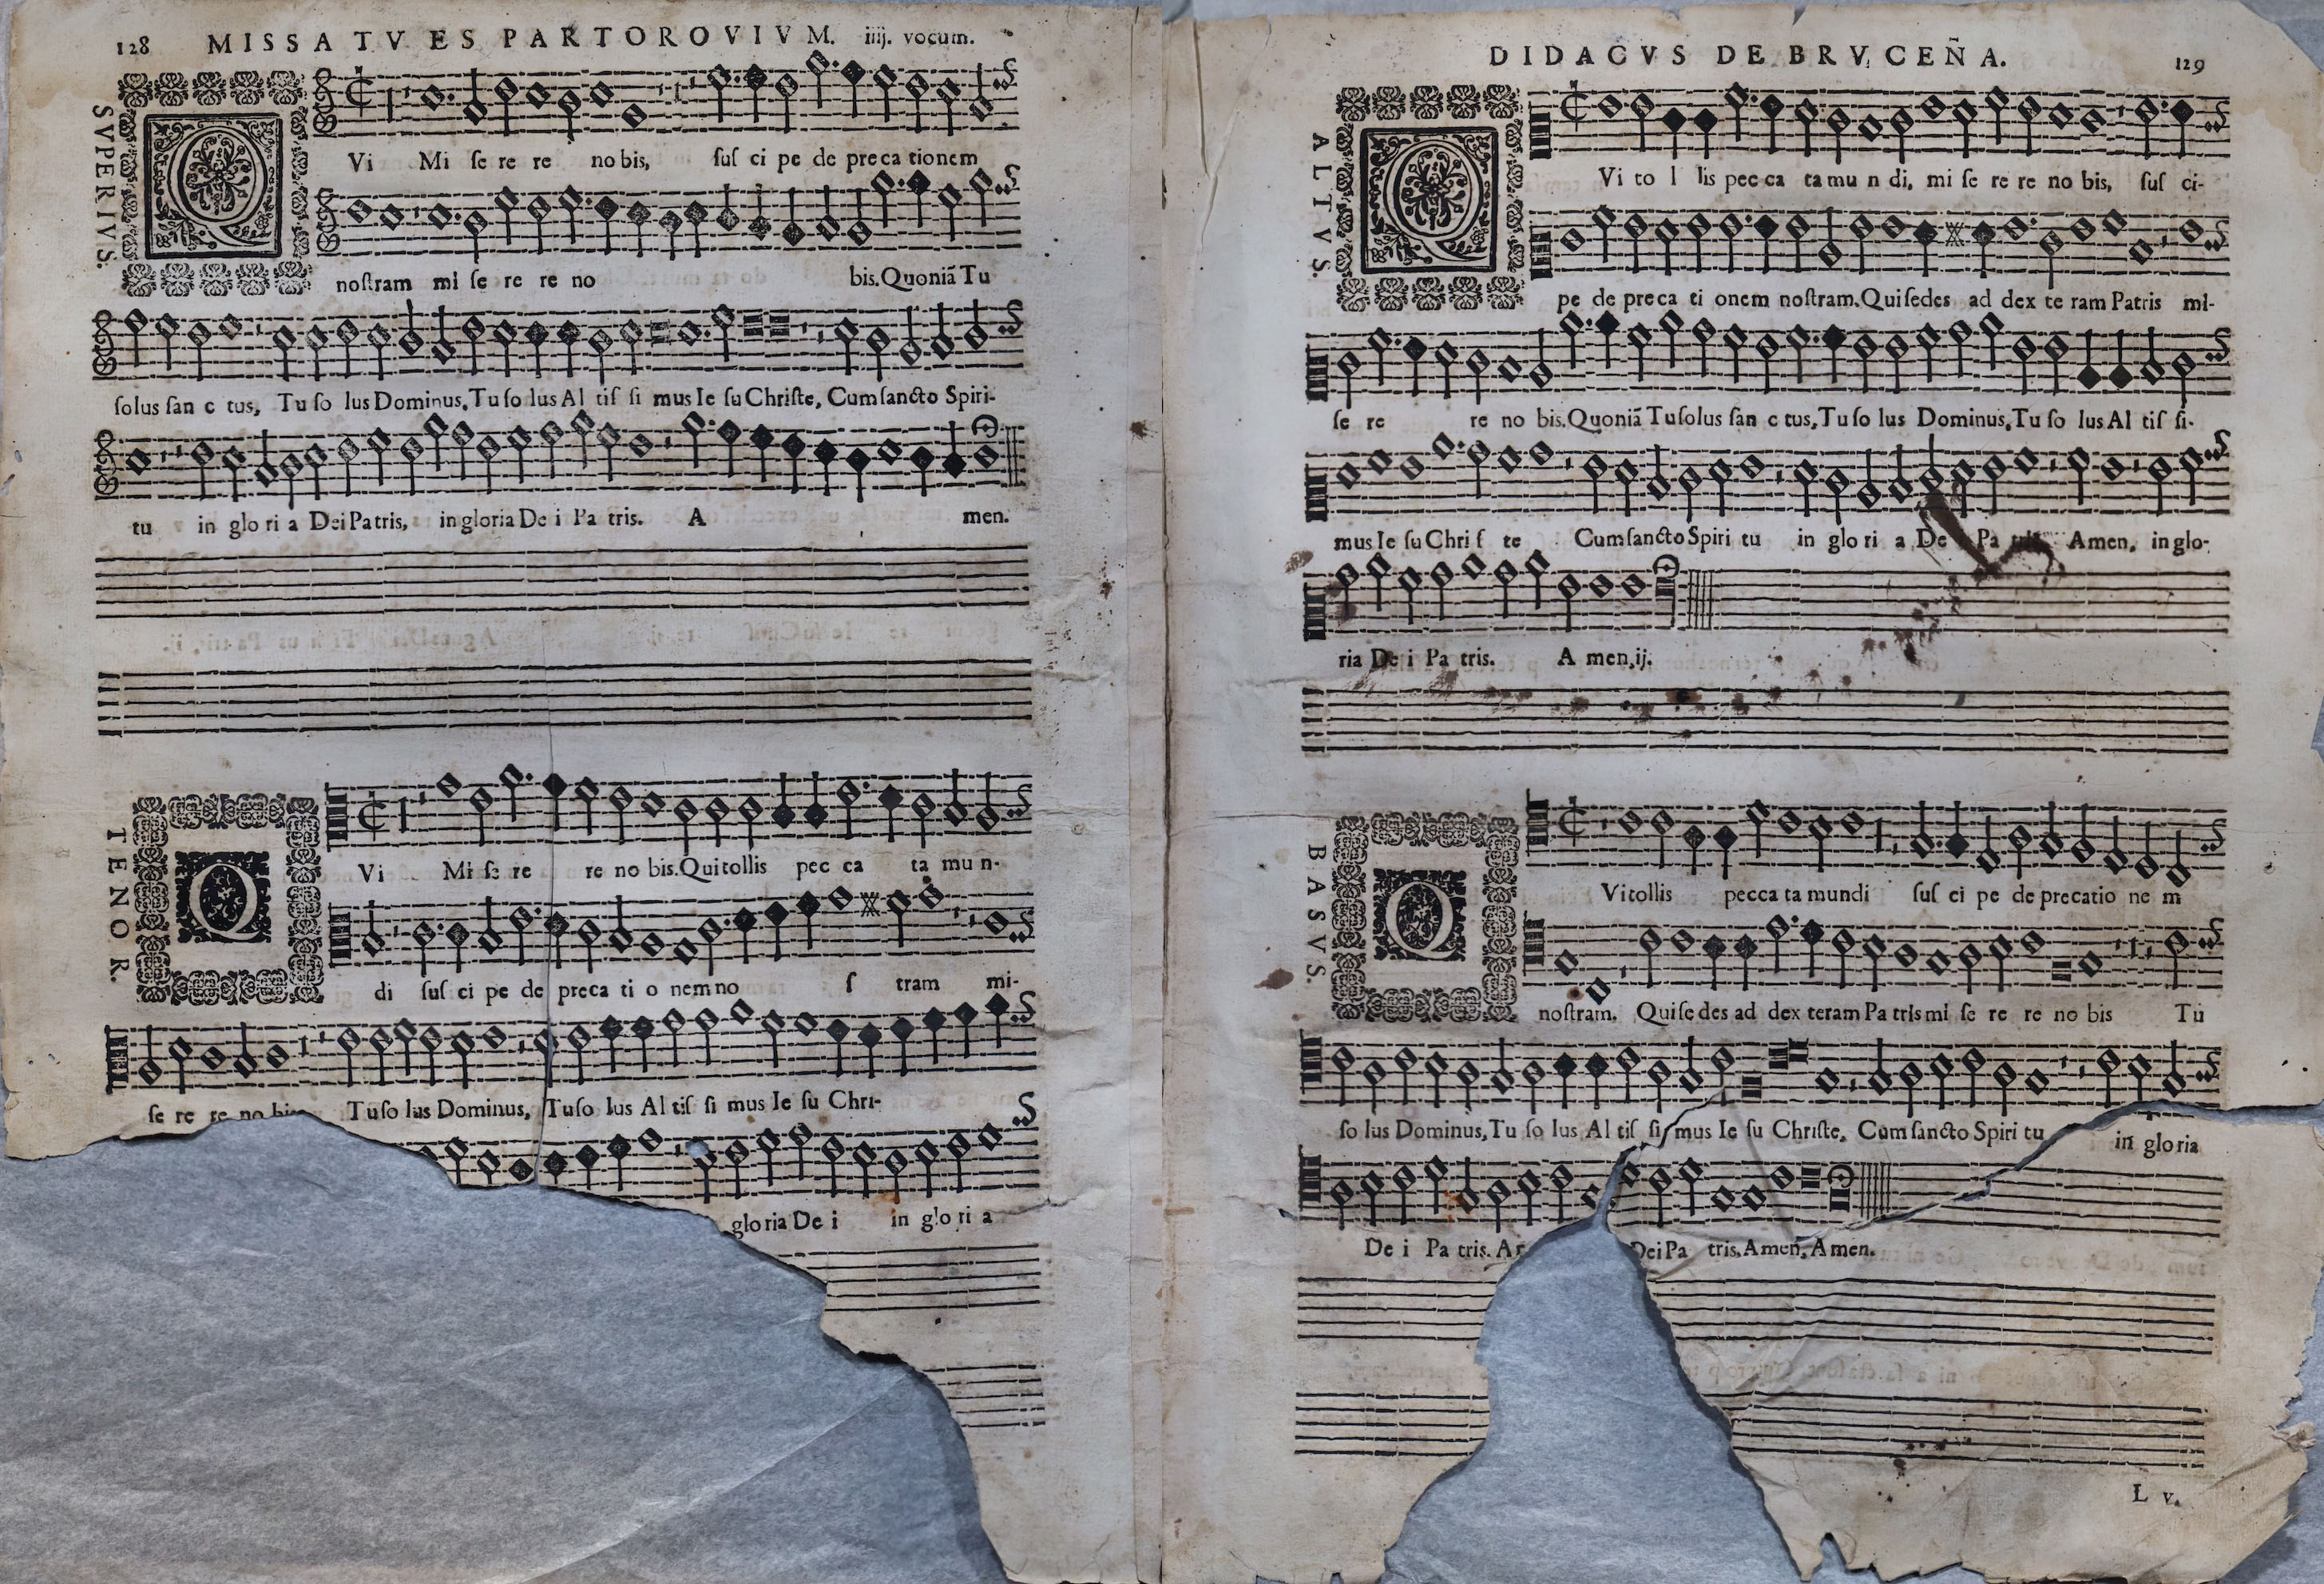 128 MISSA TV ES PARTOROVIVM. iiij. vocum.
SVPERIVS.
Q
Vi Mi ſe re re no bis, ſuſ ci pe de preca tionem
noſtram mi ſe re re no bis. Quoniã Tu
ſolus ſan c tus, Tu ſo lus Dominus, Tu ſo lus Al tiſ ſi mus Ie ſu Chriſte, Cum ſancto Spiri-
tu in glo ri a Dei Patris, in gloria De i Pa tris. A men.
TENOR.
Q
Vi Mi ſe re re no bis. Qui tollis pec ca ta mu n-
di ſuſ ci pe de preca ti o nem no ſ tram mi-
ſe re re no bis Tu ſo lus Dominus, Tu ſo lus Al tiſ ſi mus Ie ſu Chri-
gloria De i in glo ri a
DIDACVS DE BRVCEÑA. 129
ALTVS.
Q
Vi to l lis pec ca ta mu n di, mi ſe re re no bis, ſuſ ci-
pe de preca ti onem noſtram. Qui ſedes ad dex te ram Patris mi-
ſe re re no bis. Quoniã Tu ſolus ſan c tus, Tu ſo lus Dominus, Tu ſo lus Al tiſ ſi-
mus Ie ſu Chri ſ te Cum ſancto Spiri tu in glo ri a De Pa Amen, in glo-
ria De i Pa tris. A men, ij.
BASVS.
Q
Vi tollis pecca ta mundi ſuſ ci pe de precatio ne m
noſtram. Qui ſe des ad dex teram Pa tris mi ſe re re no bis Tu
ſo lus Dominus, Tu ſo lus Al tiſ ſi mus Ie ſu Chriſte, Cum ſancto Spiri tu in gloria
De i Pa tris. Dei Pa tris. Amen, Amen.
L v.